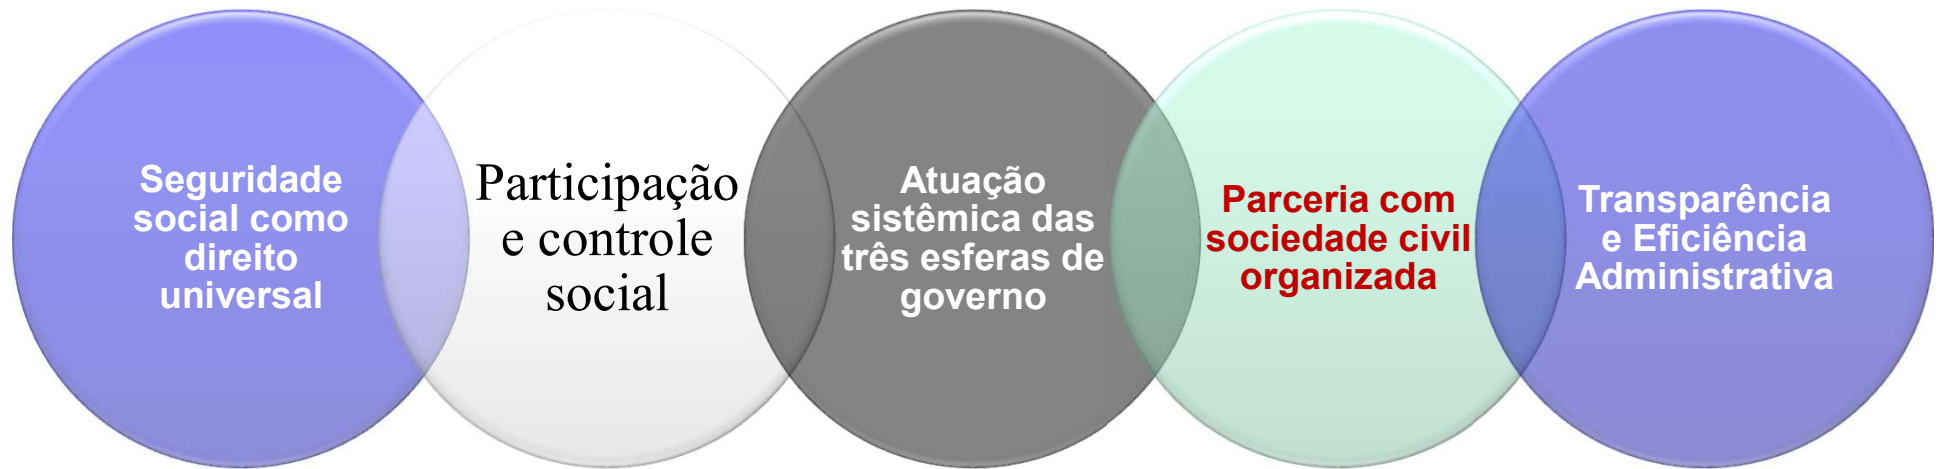 Seguridade
social como
direito
universal
Participação
e controle
social
Atuação
sistêmica das
três esferas de
governo
Parceria com
sociedade civil
organizada
Transparência
e Eficiência
Administrativa